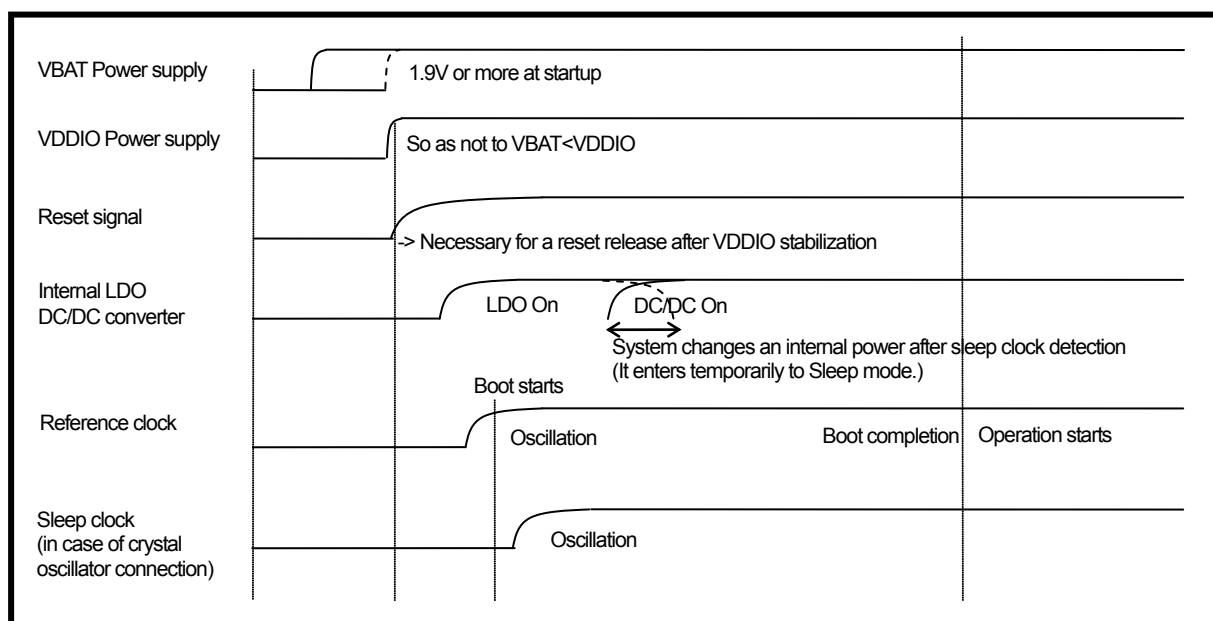 VBAT Power supply
1.9V or more at startup
VDDIO Power supply
So as not to VBAT<VDDIO
Reset signal
-> Necessary for a reset release after VDDIO stabilization
Internal LDO
DC/DC converter
LDO On
DC/DC On
System changes an internal power after sleep clock detection
(It enters temporarily to Sleep mode.)
Boot starts
Reference clock
Oscillation
Boot completion
Operation starts
Sleep clock
(in case of crystal
oscillator connection)
Oscillation